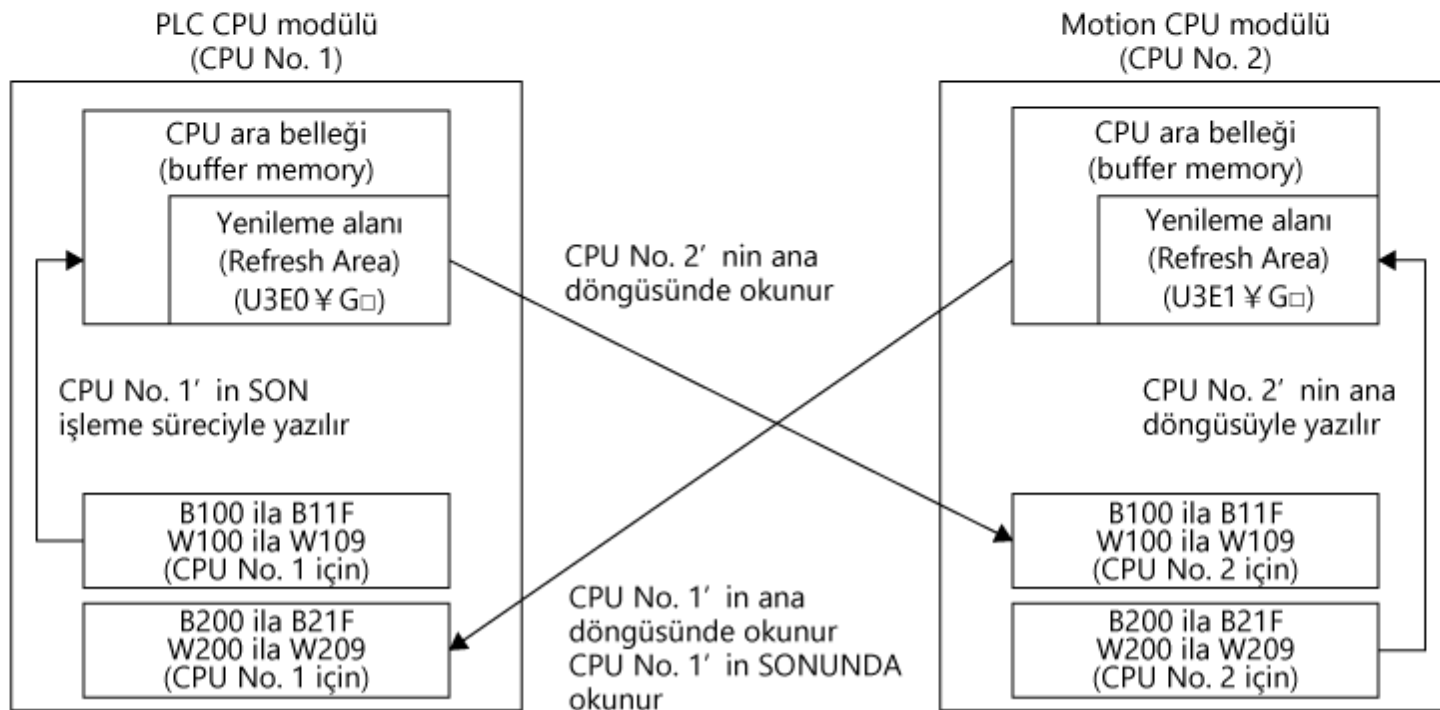 PLC CPU modülü
(CPU No. 1)
CPU ara belleği
(buffer memory)
Yenileme alanı
(Refresh Area)
(U3E0¥G□)
CPU No. 1' in SON
işleme süreciyle yazılır
B100 ila B11F
W100 ila W109
(CPU No. 1 için)
B200 ila B21F
W200 ila W209
(CPU No. 1 için)
CPU No. 2' nin ana
döngüsünde okunur
CPU No. 1' in ana
döngüsünde okunur
CPU No. 1' in SONUNDA
okunur
Motion CPU modülü
(CPU No. 2)
CPU ara belleği
(buffer memory)
Yenileme alanı
(Refresh Area)
(U3E1¥G□)
CPU No. 2' nin ana
döngüsüyle yazılır
B100 ila B11F
W100 ila W109
(CPU No. 2 için)
B200 ila B21F
W200 ila W209
(CPU No. 2 için)